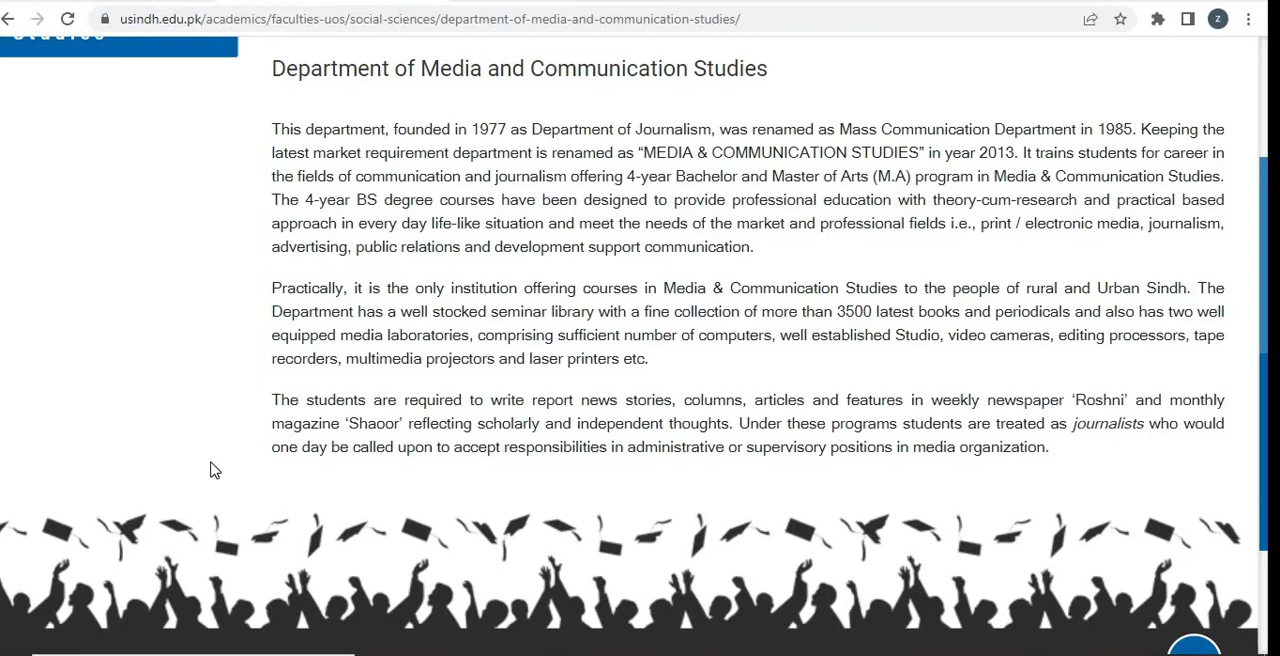 usindh.edu.pk/academics/faculties-uos/social-sciences/department-of-media-and-communication-studies/
z
Department of Media and Communication Studies
This department, founded in 1977 as Department of Journalism, was renamed as Mass Communication Department in 1985. Keeping the
latest market requirement department is renamed as “MEDIA & COMMUNICATION STUDIES” in year 2013. It trains students for career in
the fields of communication and journalism offering 4-year Bachelor and Master of Arts (M.A) program in Media & Communication Studies.
The 4-year BS degree courses have been designed to provide professional education with theory-cum-research and practical based
approach in every day life-like situation and meet the needs of the market and professional fields i.e., print / electronic media, journalism,
advertising, public relations and development support communication.
Practically, it is the only institution offering courses in Media & Communication Studies to the people of rural and Urban Sindh. The
Department has a well stocked seminar library with a fine collection of more than 3500 latest books and periodicals and also has two well
equipped media laboratories, comprising sufficient number of computers, well established Studio, video cameras, editing processors, tape
recorders, multimedia projectors and laser printers etc.
The students are required to write report news stories, columns, articles and features in weekly newspaper ‘Roshni’ and monthly
magazine ‘Shaoor’ reflecting scholarly and independent thoughts. Under these programs students are treated as journalists who would
one day be called upon to accept responsibilities in administrative or supervisory positions in media organization.